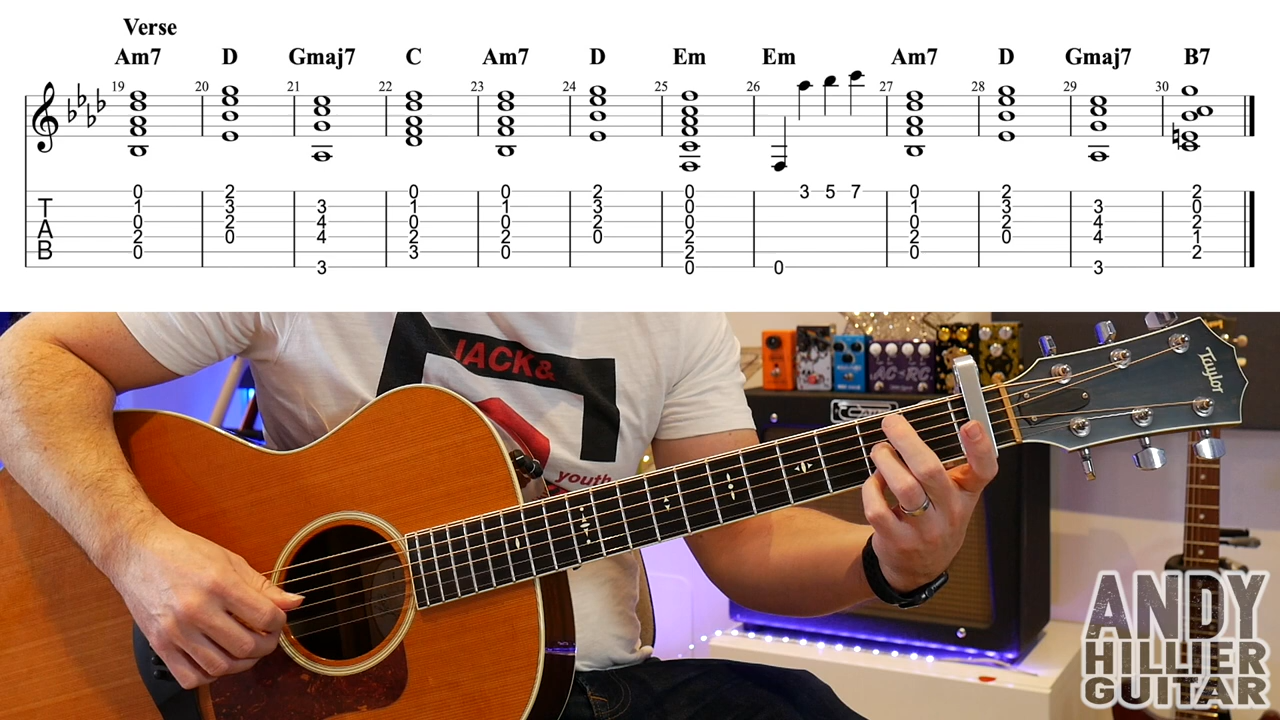 Verse
Am7 D Gmaj7 C Am7 D Em Em Am7 D Gmaj7 B7
19 20 21 22 23 24 25 26 27 28 29 30
0 2 0 0 2 0 3 5 7 0 2 2
T 1 3 3 1 1 3 0 1 3 3 0
A 0 2 4 0 0 2 0 0 2 4 2
2 0 4 2 2 0 2 2 0 4 1
B 0 3 0 2 0 2
3 0 0 3
JACK&
youth
AC RC
Taylor
ANDY
HILLIER
GUITAR